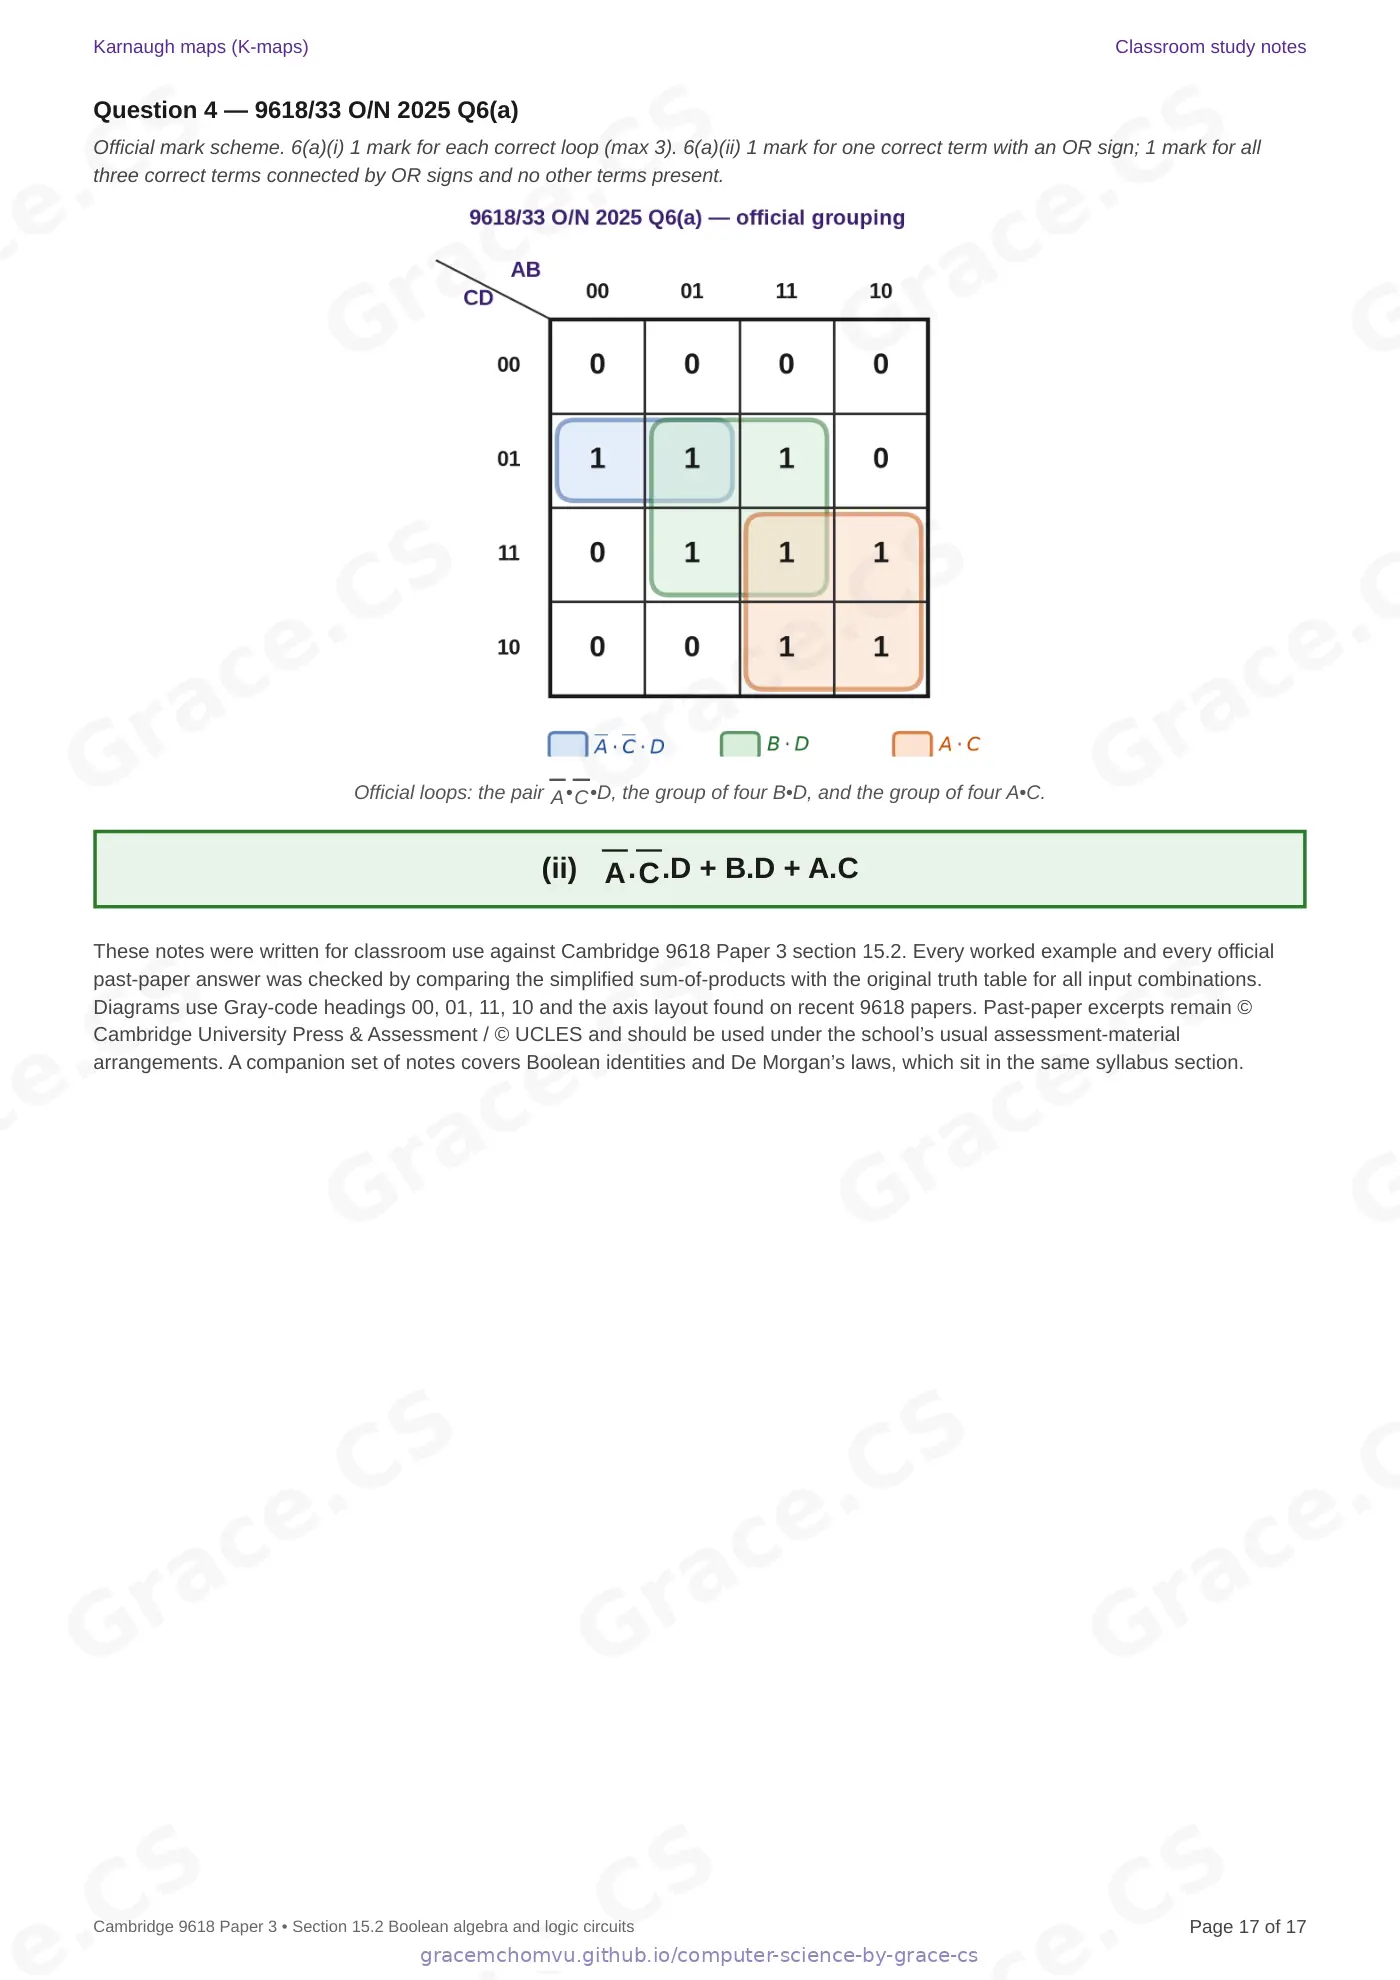 Karnaugh maps (K-maps) Classroom study notes
Question 4 — 9618/33 O/N 2025 Q6(a)
Official mark scheme. 6(a)(i) 1 mark for each correct loop (max 3). 6(a)(ii) 1 mark for one correct term with an OR sign; 1 mark for all
three correct terms connected by OR signs and no other terms present.
9618/33 O/N 2025 Q6(a) — official grouping
AB
CD
00 01 11 10
00 0 0 0 0
01 1 1 1 0
11 0 1 1 1
10 0 0 1 1
A̅ · C̅ · D B · D A · C
Official loops: the pair A̅•C̅•D, the group of four B•D, and the group of four A•C.
(ii) A̅.C̅.D + B.D + A.C
These notes were written for classroom use against Cambridge 9618 Paper 3 section 15.2. Every worked example and every official
past-paper answer was checked by comparing the simplified sum-of-products with the original truth table for all input combinations.
Diagrams use Gray-code headings 00, 01, 11, 10 and the axis layout found on recent 9618 papers. Past-paper excerpts remain ©
Cambridge University Press & Assessment / © UCLES and should be used under the school’s usual assessment-material
arrangements. A companion set of notes covers Boolean identities and De Morgan’s laws, which sit in the same syllabus section.
Cambridge 9618 Paper 3 • Section 15.2 Boolean algebra and logic circuits Page 17 of 17
gracemchomvu.github.io/computer-science-by-grace-cs
Grace.CS